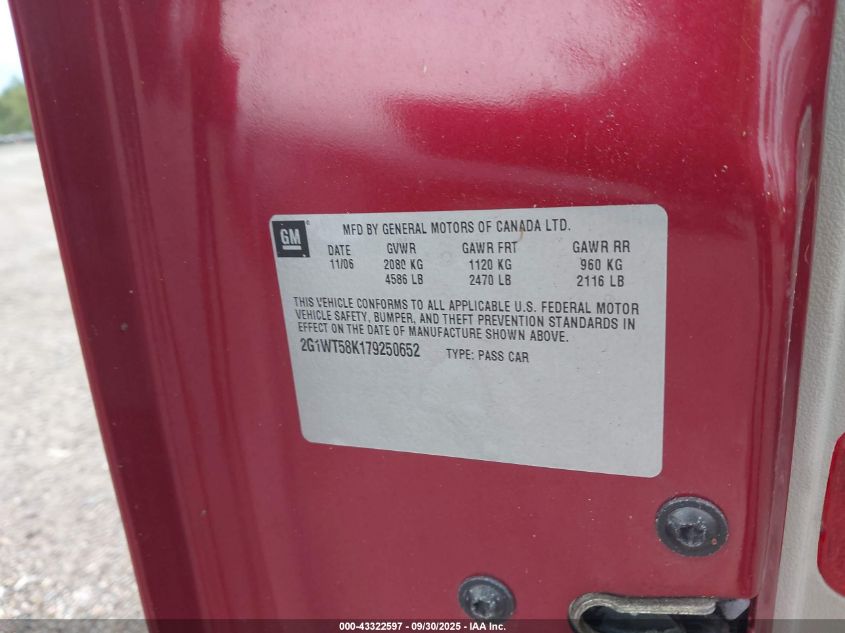 GM
MFD BY GENERAL MOTORS OF CANADA LTD.
DATE GVWR GAWR FRT GAWR RR
11/06 2080 KG 1120 KG 960 KG
4586 LB 2470 LB 2116 LB
THIS VEHICLE CONFORMS TO ALL APPLICABLE U.S. FEDERAL MOTOR
VEHICLE SAFETY, BUMPER, AND THEFT PREVENTION STANDARDS IN
EFFECT ON THE DATE OF MANUFACTURE SHOWN ABOVE.
2G1WT58K179250652 TYPE: PASS CAR
000-43322597 - 09/30/2025 - IAA Inc.